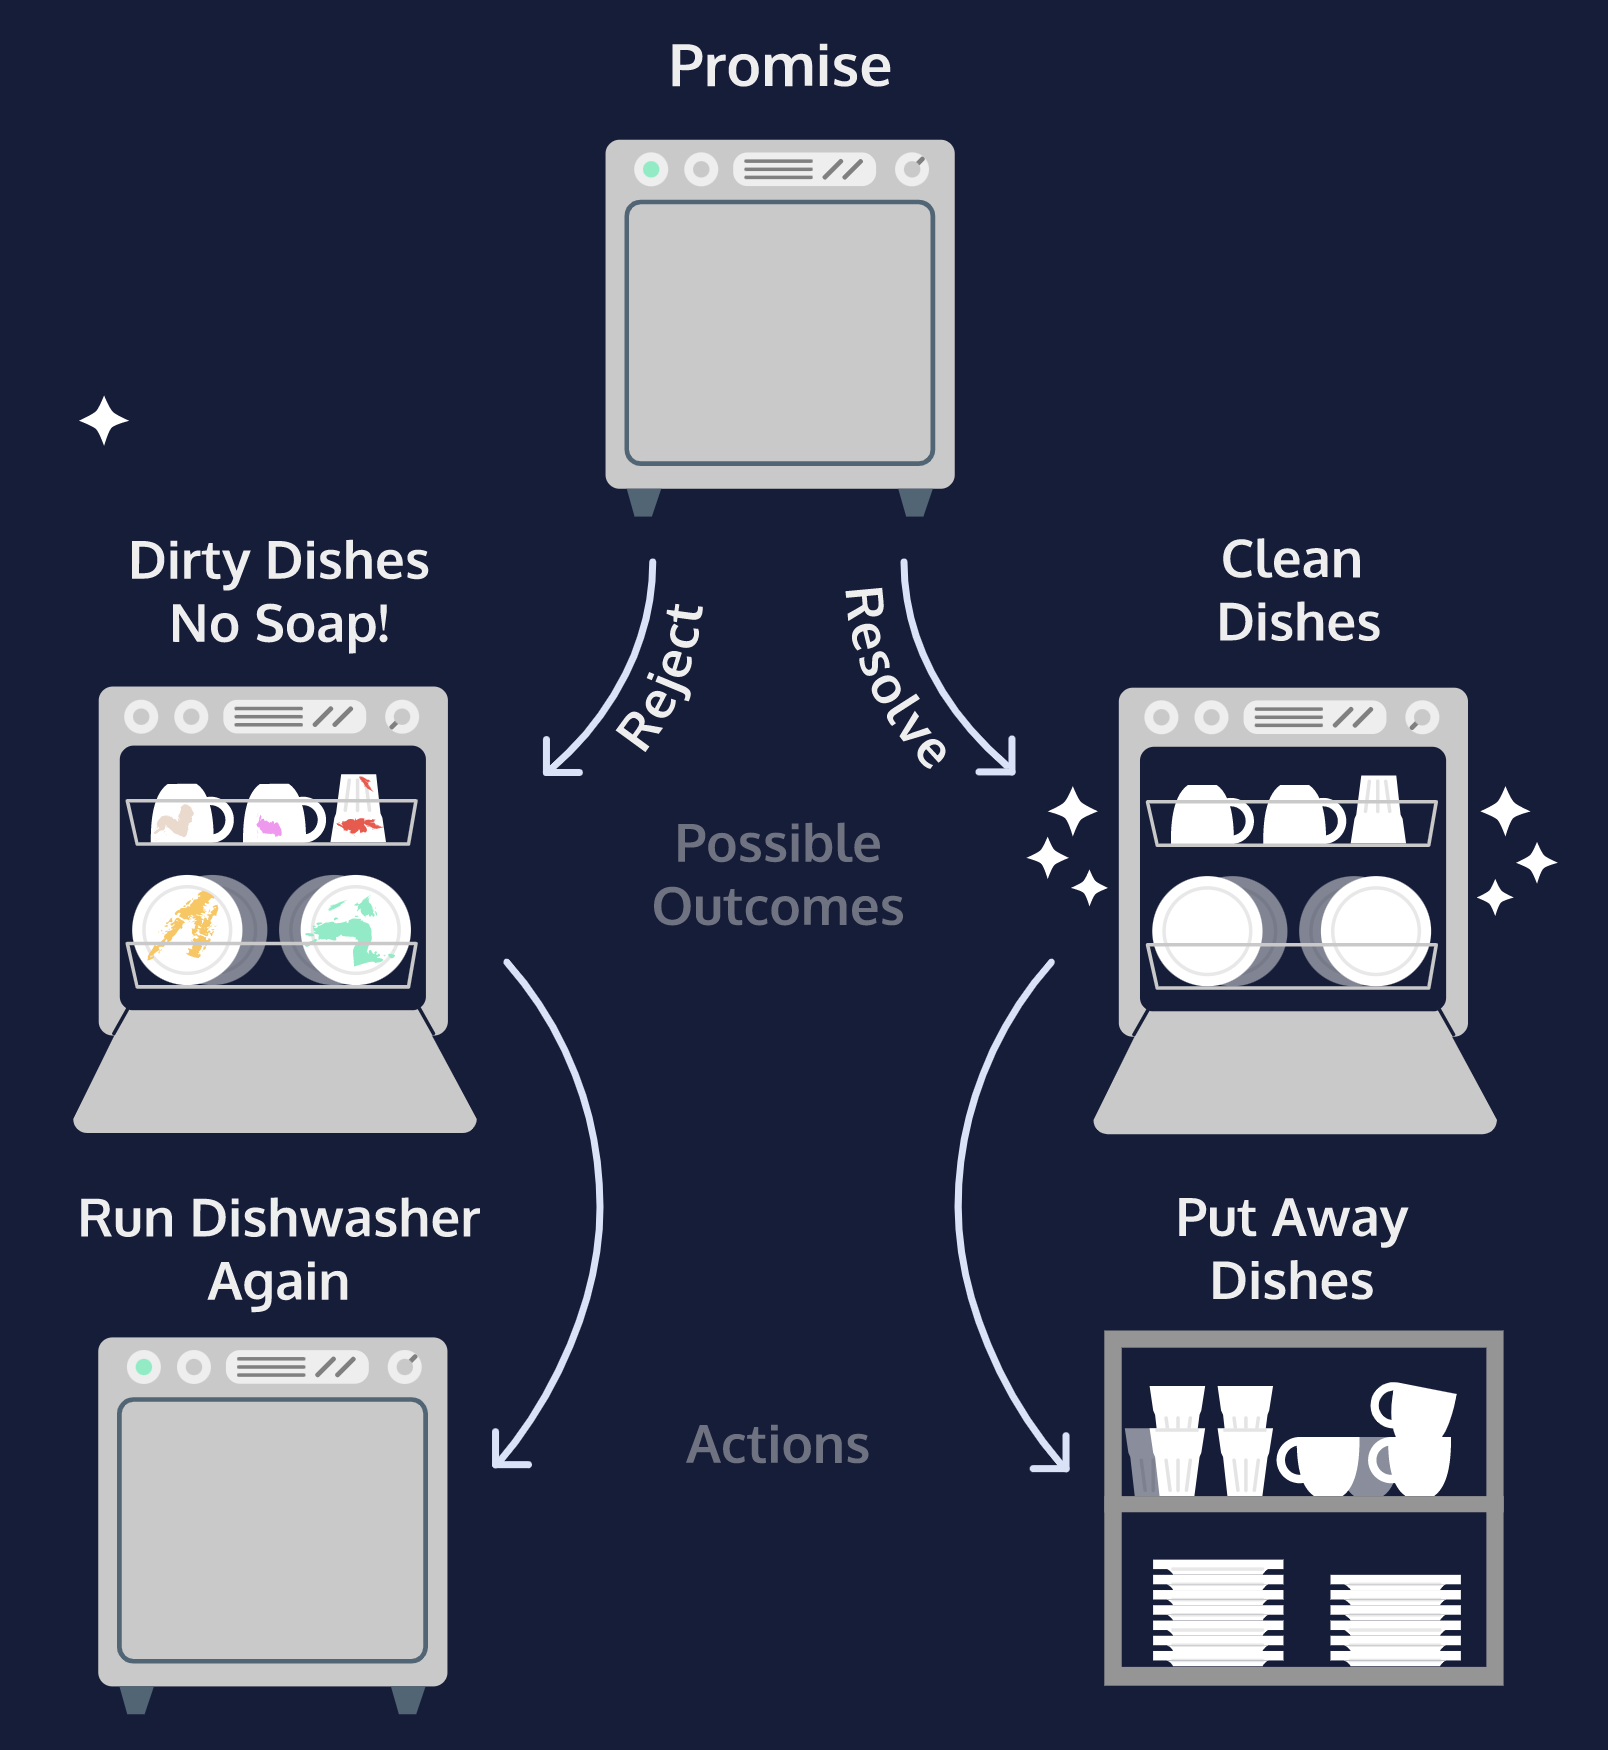 Promise
Dirty Dishes
No Soap!
Reject
Resolve
Clean
Dishes
Possible
Outcomes
Run Dishwasher
Again
Put Away
Dishes
Actions